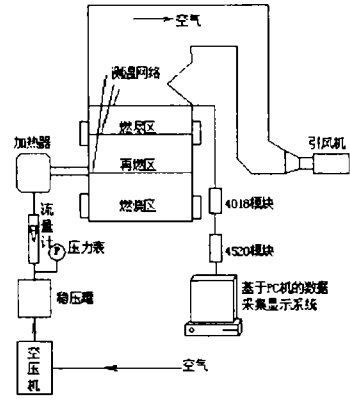 空气
测温网络
加热器
燃尽区
引风机
再燃区
流量计
燃烧区
4018模块
P
压力表
4520模块
稳压罐
基于PC机的数据
采集显示系统
空压机
空气